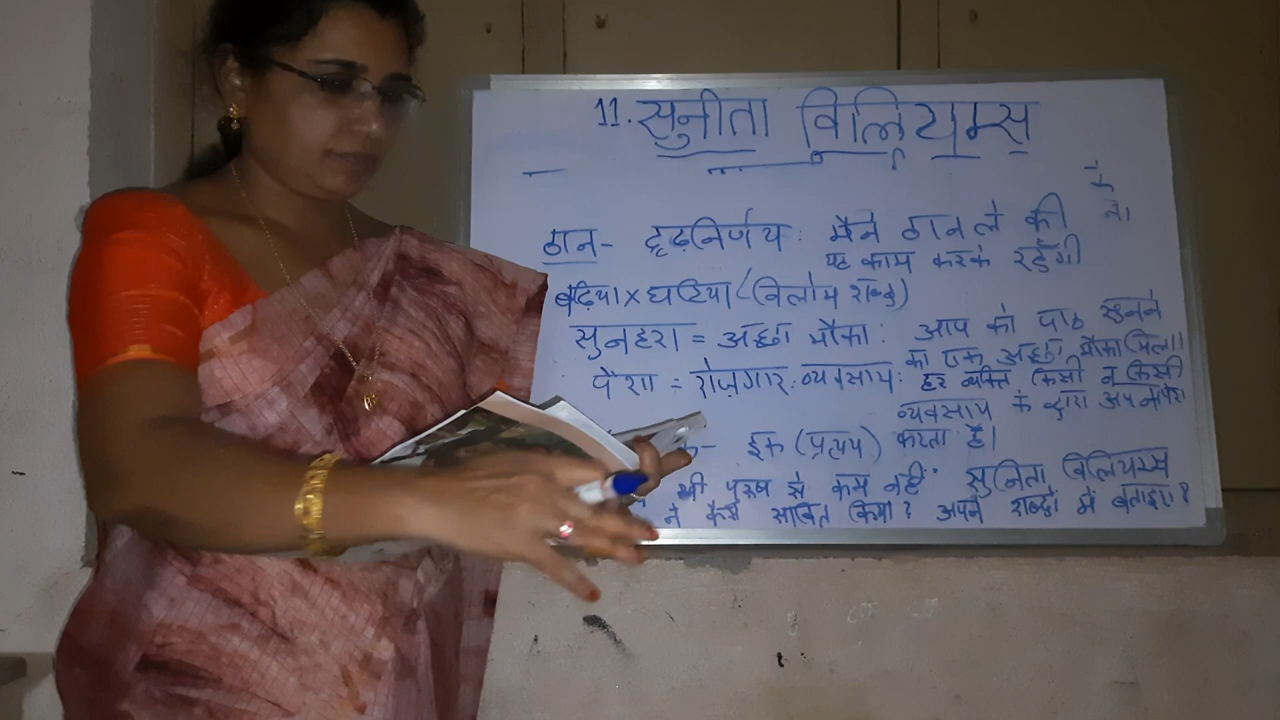 11. सुनीता विलियम्स
ठान- दृढ़निर्णय: मैने ठान ले की
यह काम करके रहूँगी
बढ़िया x घटिया (विलोम शब्द)
सुनहरा = अच्छा मौका: आप को पाठ सुनने
का एक अच्छा मौका मिला।
पेशा = रोज़गार: व्यवसाय: हर व्यक्ति किसी न किसी
व्यवसाय के द्वारा अपना पेशा
इक (प्रत्यय) करता है।
भी पुरुष से कम नहीं सुनिता विलियम्स
ने कैसे साबित किया? अपने शब्दों में बताइए?